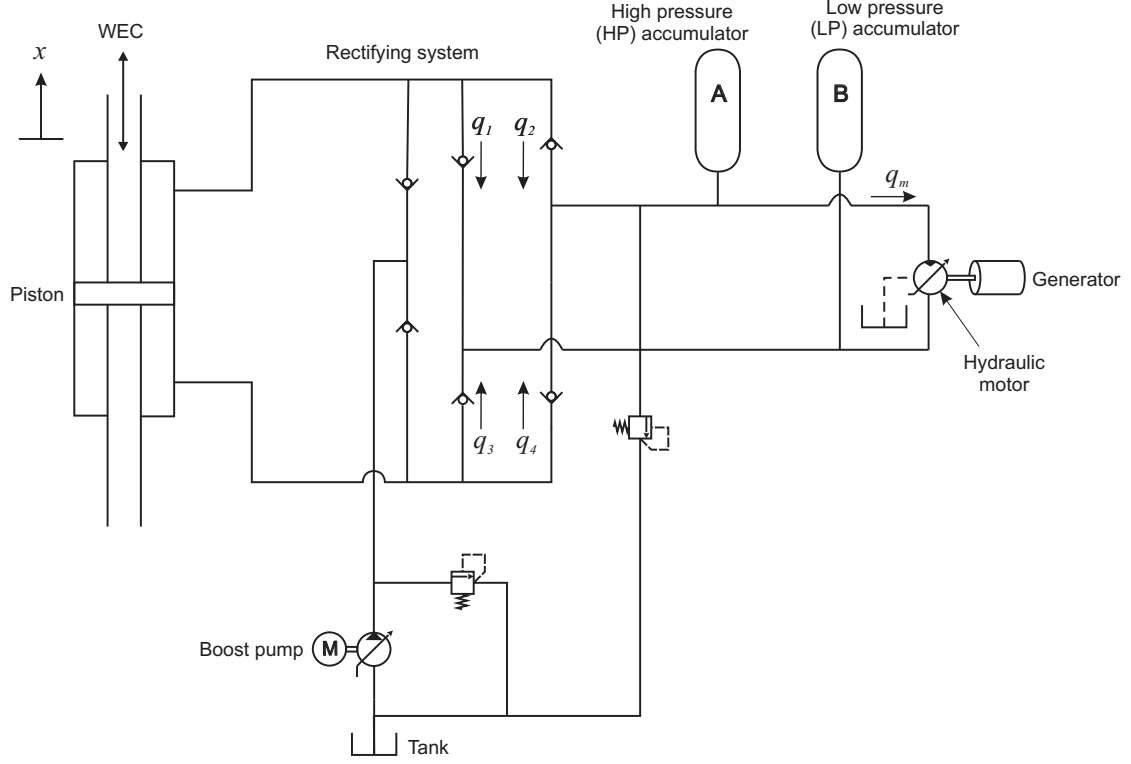 High pressure
(HP) accumulator
Low pressure
(LP) accumulator
WEC
x
Rectifying system
A
B
q1
q2
qm
Piston
Generator
Hydraulic
motor
q3
q4
Boost pump
M
Tank